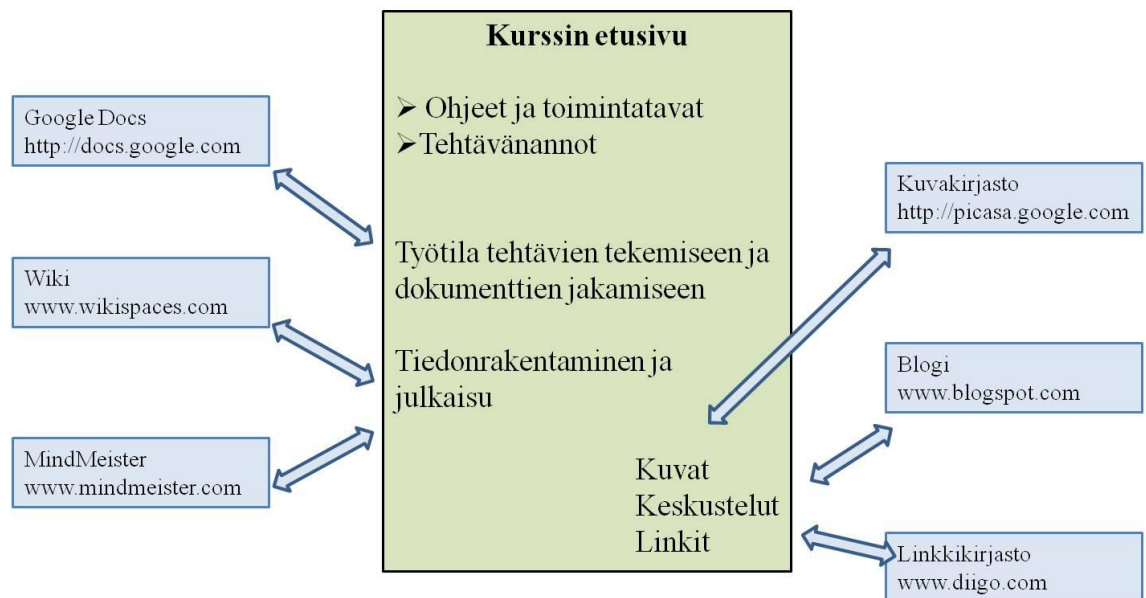 Kurssin etusivu
➢ Ohjeet ja toimintatavat
➢Tehtävänannot
Työtila tehtävien tekemiseen ja
dokumenttien jakamiseen
Tiedonrakentaminen ja
julkaisu
Kuvat
Keskustelut
Linkit
Google Docs
http://docs.google.com
Wiki
www.wikispaces.com
MindMeister
www.mindmeister.com
Kuvakirjasto
http://picasa.google.com
Blogi
www.blogspot.com
Linkkikirjasto
www.diigo.com